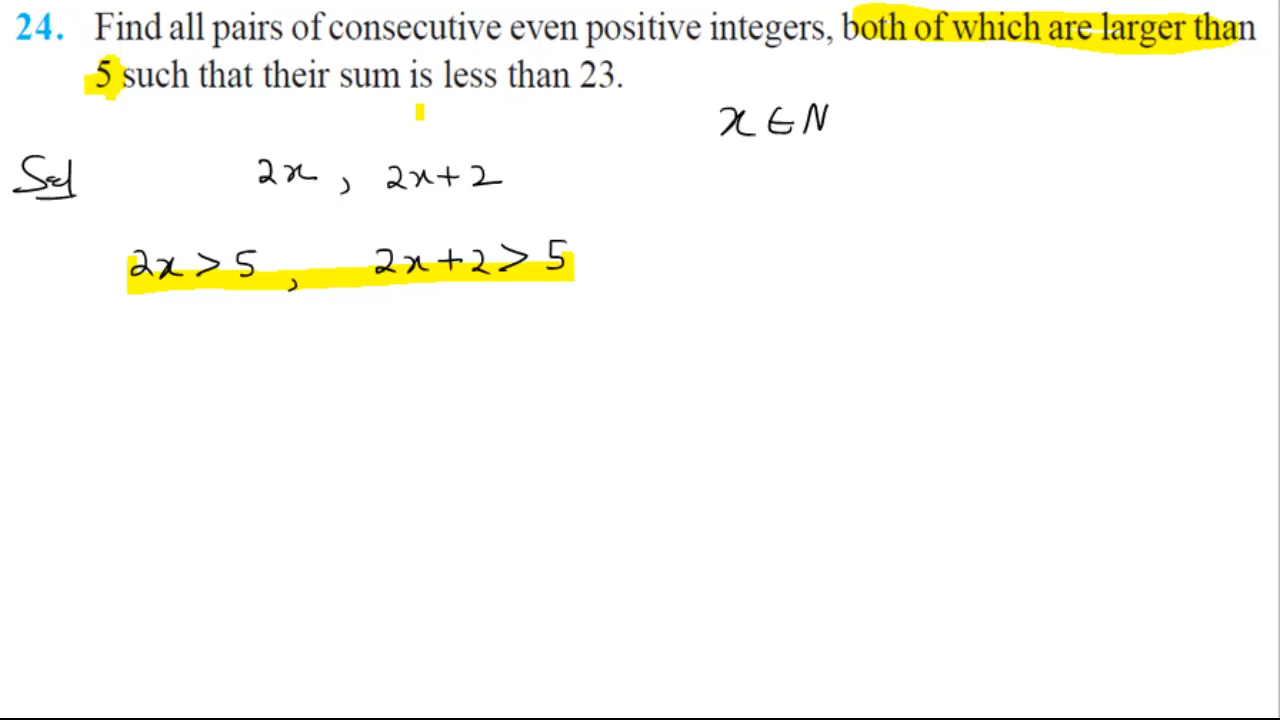 24. Find all pairs of consecutive even positive integers, both of which are larger than
5 such that their sum is less than 23.
x ∈ N
Sol 2x , 2x+2
2x > 5 , 2x+2 > 5